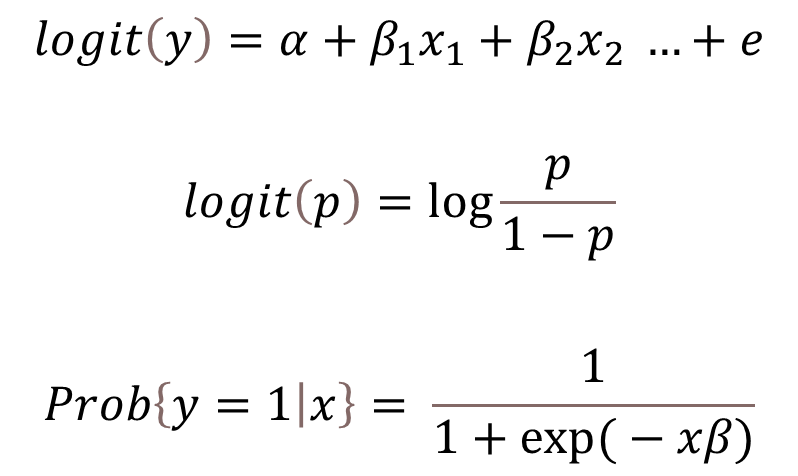 logit(y) = α + β₁x₁ + β₂x₂ ... + e
logit(p) = log p / 1 − p
Prob{y = 1|x} = 1 / 1 + exp( − xβ)